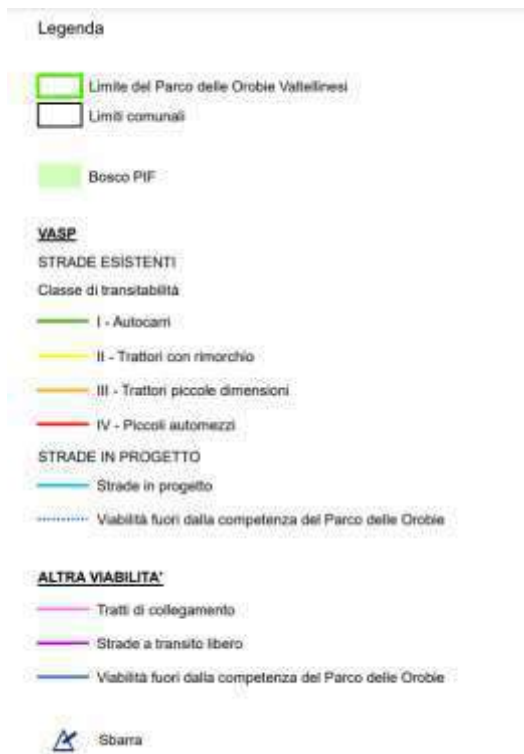 Legenda
Limite del Parco delle Orobie Valtellinesi
Limiti comunali
Bosco PIF
VASP
STRADE ESISTENTI
Classe di transitabilità
I - Autocarri
II - Trattori con rimorchio
III - Trattori piccole dimensioni
IV - Piccoli automezzi
STRADE IN PROGETTO
Strade in progetto
Viabilità fuori dalla competenza del Parco delle Orobie
ALTRA VIABILITA'
Tratti di collegamento
Strade a transito libero
Viabilità fuori dalla competenza del Parco delle Orobie
Sbarra